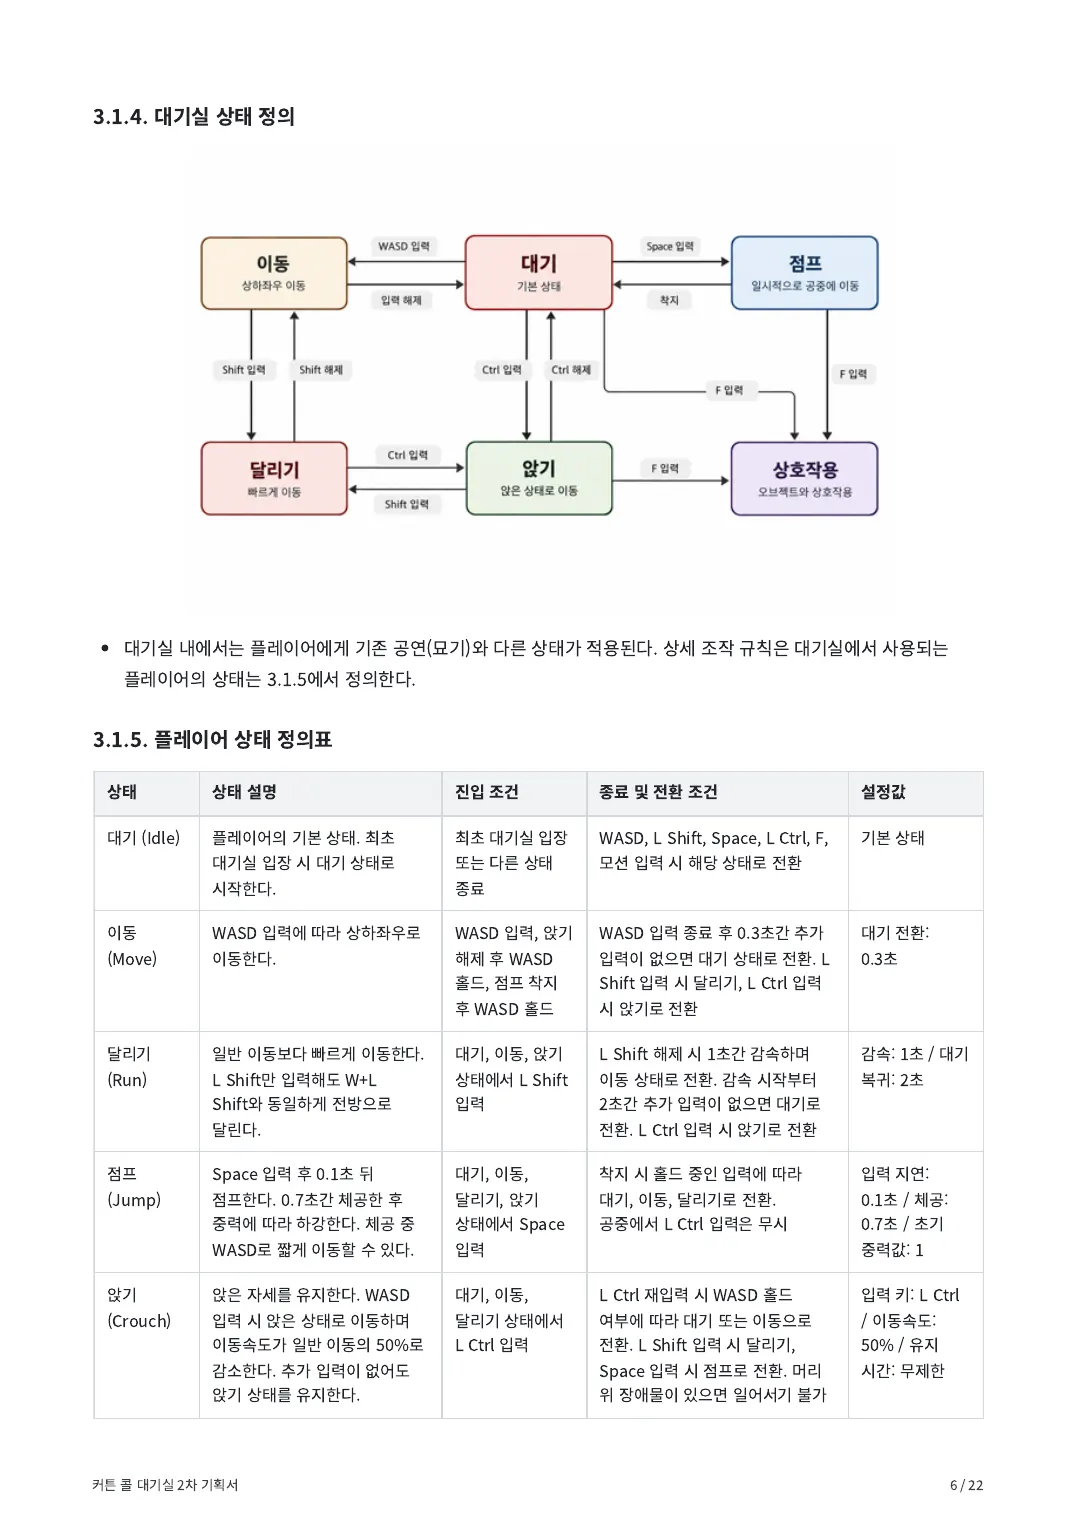 3.1.4. 대기실 상태 정의
WASD 입력
Space 입력
이동
상하좌우 이동
대기
기본 상태
점프
일시적으로 공중에 이동
입력 해제
착지
Shift 입력
Shift 해제
Ctrl 입력
Ctrl 해제
F 입력
F 입력
Ctrl 입력
F 입력
달리기
빠르게 이동
앉기
앉은 상태로 이동
상호작용
오브젝트와 상호작용
Shift 입력
• 대기실 내에서는 플레이어에게 기존 공연(묘기)와 다른 상태가 적용된다. 상세 조작 규칙은 대기실에서 사용되는
플레이어의 상태는 3.1.5에서 정의한다.
3.1.5. 플레이어 상태 정의표
상태 상태 설명 진입 조건 종료 및 전환 조건 설정값
대기 (Idle) 플레이어의 기본 상태. 최초 최초 대기실 입장 WASD, L Shift, Space, L Ctrl, F, 기본 상태
대기실 입장 시 대기 상태로 또는 다른 상태 모션 입력 시 해당 상태로 전환
시작한다. 종료
이동 WASD 입력에 따라 상하좌우로 WASD 입력, 앉기 WASD 입력 종료 후 0.3초간 추가 대기 전환:
(Move) 이동한다. 해제 후 WASD 입력이 없으면 대기 상태로 전환. L 0.3초
홀드, 점프 착지 Shift 입력 시 달리기, L Ctrl 입력
후 WASD 홀드 시 앉기로 전환
달리기 일반 이동보다 빠르게 이동한다. 대기, 이동, 앉기 L Shift 해제 시 1초간 감속하며 감속: 1초 / 대기
(Run) L Shift만 입력해도 W+L 상태에서 L Shift 이동 상태로 전환. 감속 시작부터 복귀: 2초
Shift와 동일하게 전방으로 입력 2초간 추가 입력이 없으면 대기로
달린다. 전환. L Ctrl 입력 시 앉기로 전환
점프 Space 입력 후 0.1초 뒤 대기, 이동, 착지 시 홀드 중인 입력에 따라 입력 지연:
(Jump) 점프한다. 0.7초간 체공한 후 달리기, 앉기 대기, 이동, 달리기로 전환. 0.1초 / 체공:
중력에 따라 하강한다. 체공 중 상태에서 Space 공중에서 L Ctrl 입력은 무시 0.7초 / 초기
WASD로 짧게 이동할 수 있다. 입력 중력값: 1
앉기 앉은 자세를 유지한다. WASD 대기, 이동, L Ctrl 재입력 시 WASD 홀드 입력 키: L Ctrl
(Crouch) 입력 시 앉은 상태로 이동하며 달리기 상태에서 여부에 따라 대기 또는 이동으로 / 이동속도:
이동속도가 일반 이동의 50%로 L Ctrl 입력 전환. L Shift 입력 시 달리기, 50% / 유지
감소한다. 추가 입력이 없어도 Space 입력 시 점프로 전환. 머리 시간: 무제한
앉기 상태를 유지한다. 위 장애물이 있으면 일어서기 불가
커튼 콜 대기실 2차 기획서 6 / 22